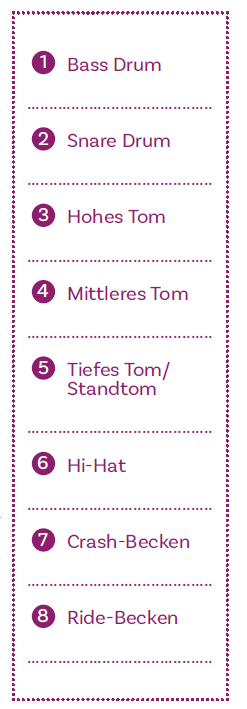 1 Bass Drum
2 Snare Drum
3 Hohes Tom
4 Mittleres Tom
5 Tiefes Tom/
Standtom
6 Hi-Hat
7 Crash-Becken
8 Ride-Becken